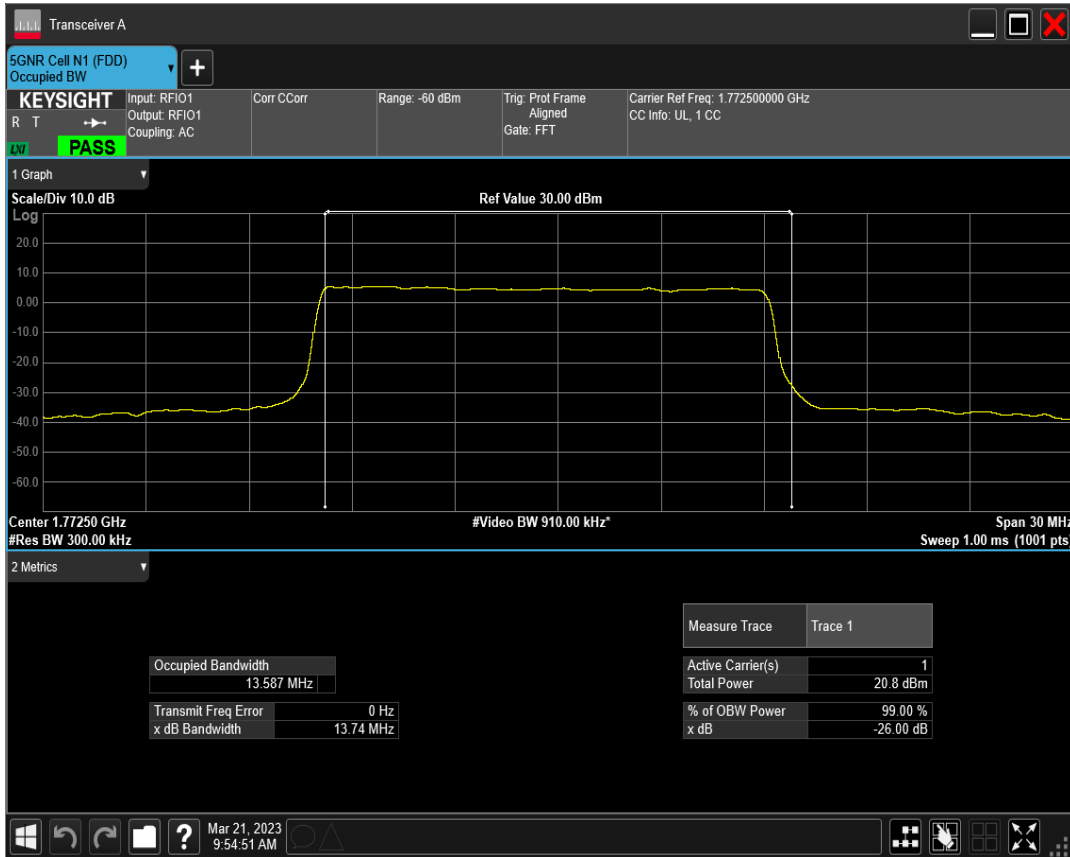 Transceiver A
5GNR Cell N1 (FDD)
Occupied BW
+
KEYSIGHT
R T
LXI
PASS
Input: RFIO1
Output: RFIO1
Coupling: AC
Corr CCorr
Range: -60 dBm
Trig: Prot Frame
Aligned
Gate: FFT
Carrier Ref Freq: 1.772500000 GHz
CC Info: UL, 1 CC
1 Graph
Scale/Div 10.0 dB
Ref Value 30.00 dBm
Log
20.0
10.0
0.00
-10.0
-20.0
-30.0
-40.0
-50.0
-60.0
Center 1.77250 GHz
#Video BW 910.00 kHz*
Span 30 MHz
#Res BW 300.00 kHz
Sweep 1.00 ms (1001 pts)
2 Metrics
Measure Trace Trace 1
Occupied Bandwidth
13.587 MHz
Active Carrier(s) 1
Total Power 20.8 dBm
Transmit Freq Error 0 Hz
x dB Bandwidth 13.74 MHz
% of OBW Power 99.00 %
x dB -26.00 dB
?
Mar 21, 2023
9:54:51 AM